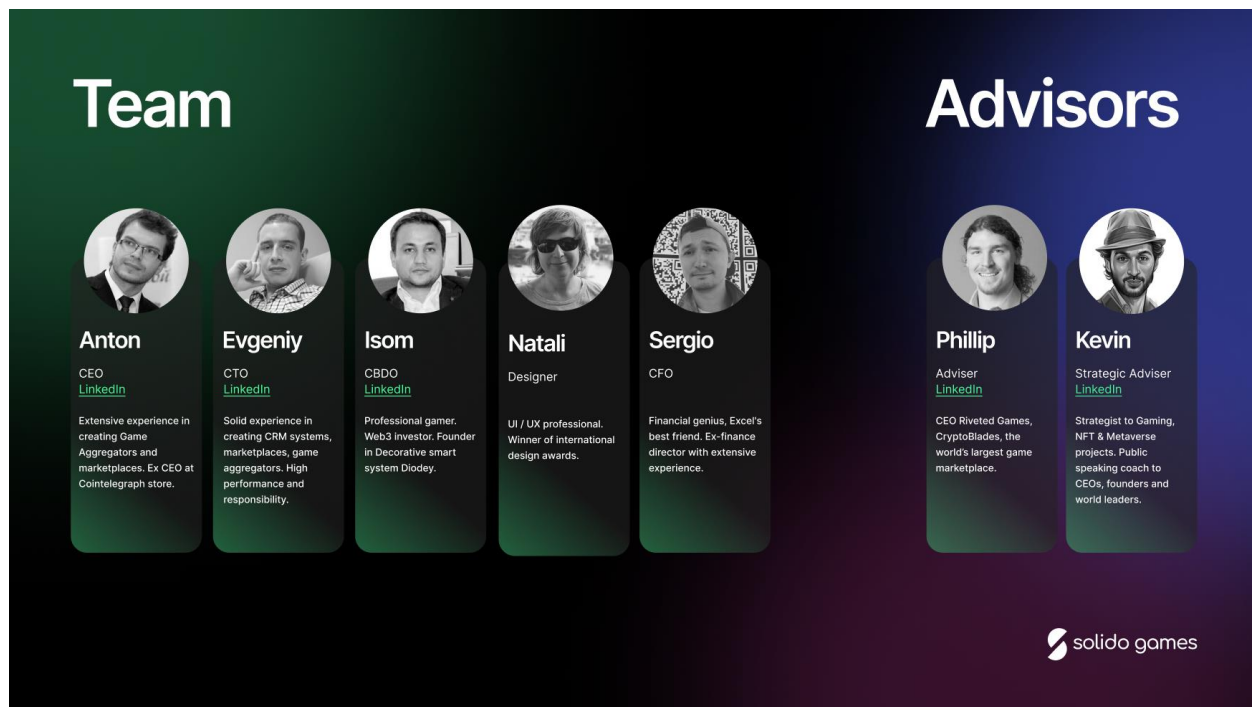 Team
Advisors
Anton
CEO
LinkedIn
Extensive experience in
creating Game
Aggregators and
marketplaces. Ex CEO at
Cointelegraph store.
Evgeniy
CTO
LinkedIn
Solid experience in
creating CRM systems,
marketplaces, game
aggregators. High
performance and
responsibility.
Isom
CBDO
LinkedIn
Professional gamer.
Web3 investor. Founder
in Decorative smart
system Diodey.
Natali
Designer
UI / UX professional.
Winner of international
design awards.
Sergio
CFO
Financial genius, Excel's
best friend. Ex-finance
director with extensive
experience.
Phillip
Adviser
LinkedIn
CEO Riveted Games,
CryptoBlades, the
world's largest game
marketplace.
Kevin
Strategic Adviser
LinkedIn
Strategist to Gaming,
NFT & Metaverse
projects. Public
speaking coach to
CEOs, founders and
world leaders.
solido games